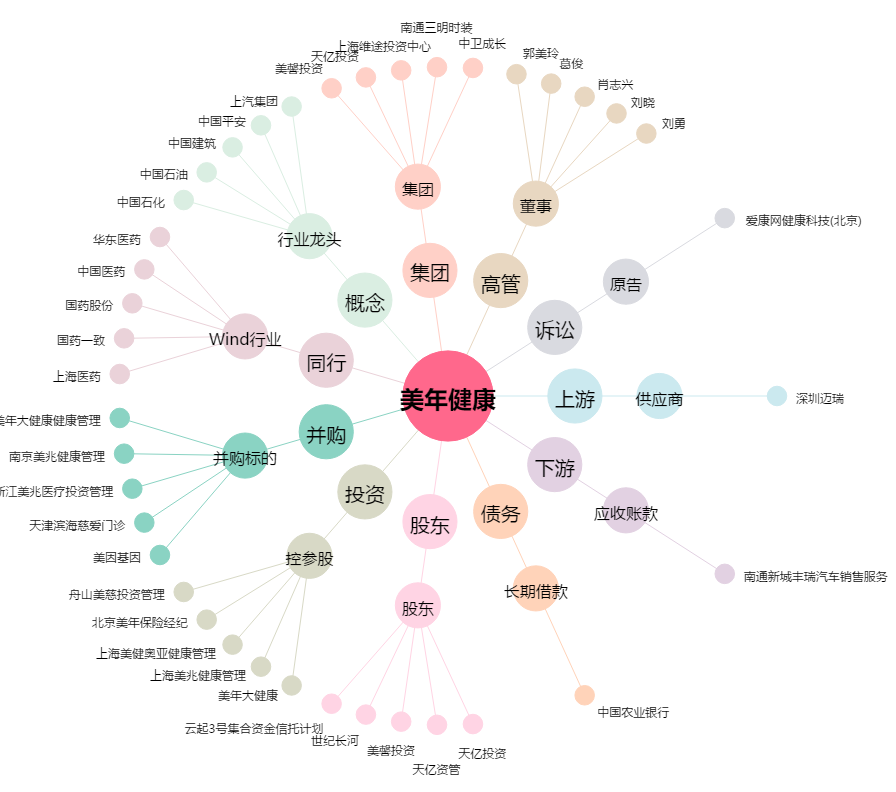 南通三明时装
上海维途投资中心
中卫成长
天亿投资
美馨投资
郭美玲
葛俊
肖志兴
刘晓
刘勇
上汽集团
中国平安
中国建筑
中国石油
中国石化
集团
董事
爱康网健康科技(北京)
华东医药
行业龙头
中国医药
集团
高管
原告
国药股份
概念
诉讼
国药一致
Wind行业
同行
上海医药
美年健康
上游
供应商
深圳迈瑞
美年大健康健康管理
并购
南京美兆健康管理
并购标的
下游
浙江美兆医疗投资管理
投资
应收账款
天津滨海慈爱门诊
股东
债务
美因基因
控参股
南通新城丰瑞汽车销售服务
舟山美慈投资管理
长期借款
股东
北京美年保险经纪
上海美健奥亚健康管理
上海美兆健康管理
美年大健康
中国农业银行
云起3号集合资金信托计划
世纪长河
美馨投资
天亿资管
天亿投资